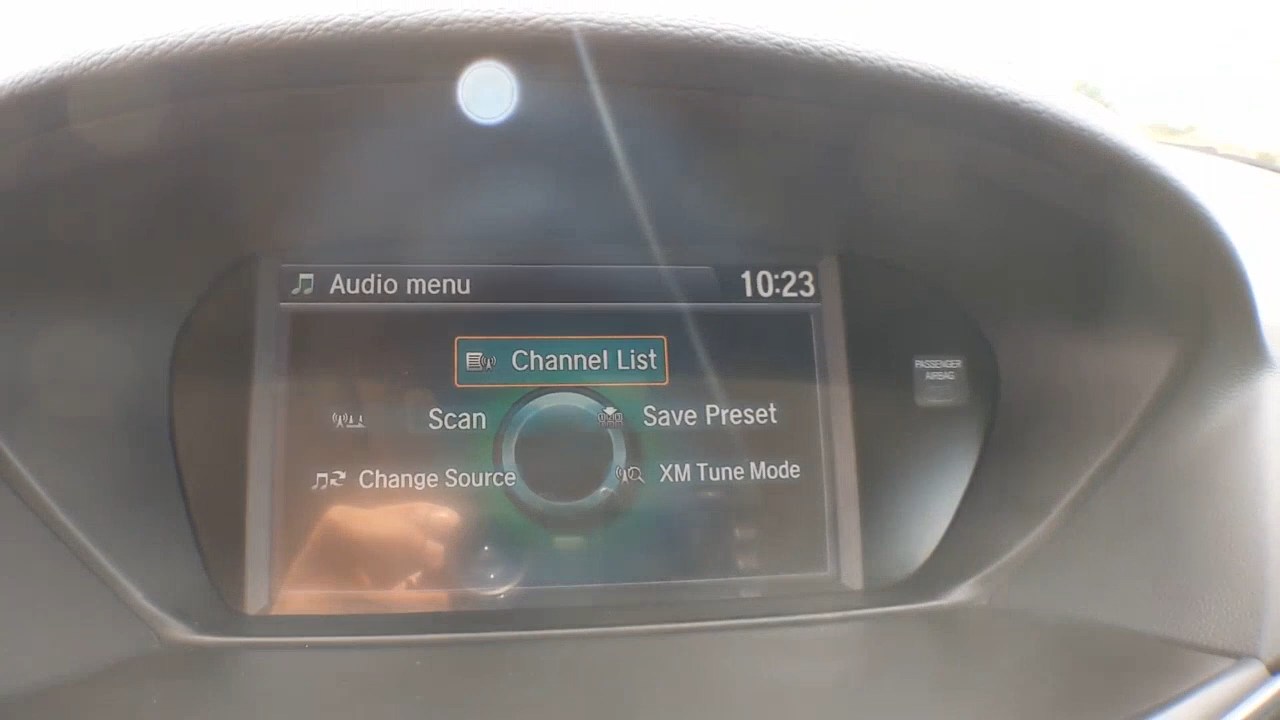 Audio menu
10:23
Channel List
Scan
Save Preset
Change Source
XM Tune Mode
PASSENGER
AIRBAG